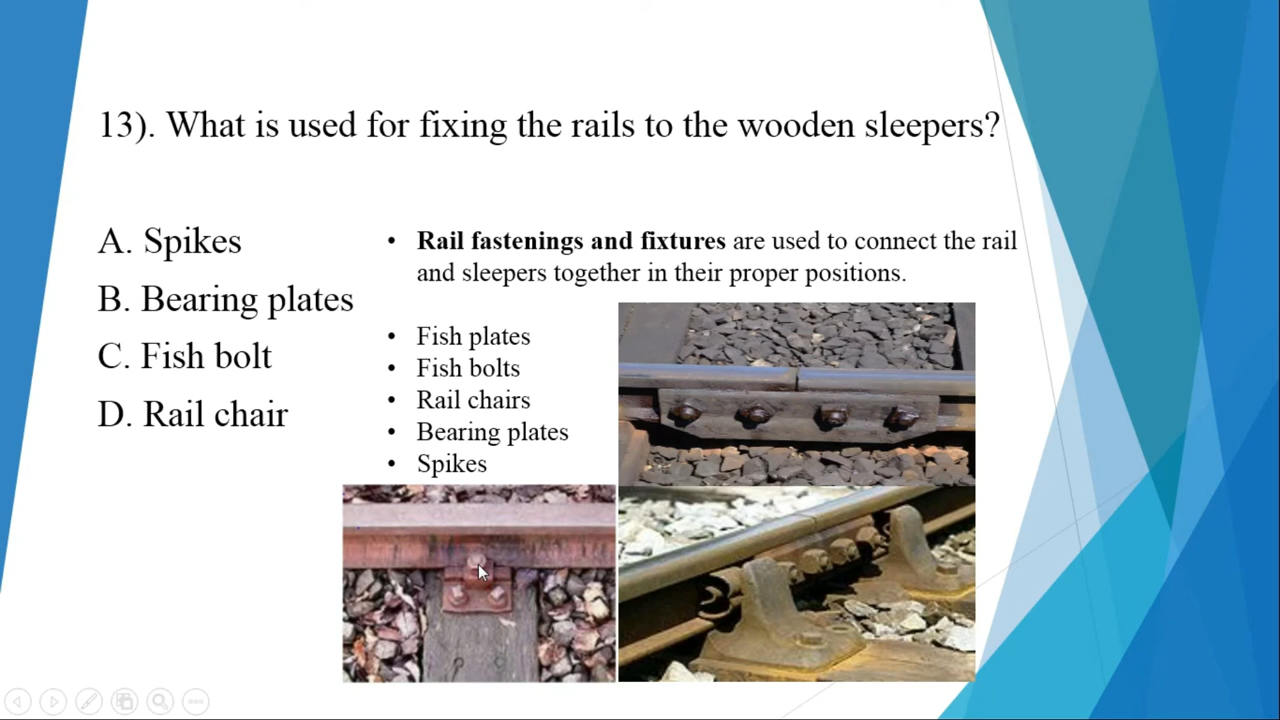 13). What is used for fixing the rails to the wooden sleepers?
A. Spikes
B. Bearing plates
C. Fish bolt
D. Rail chair
• Rail fastenings and fixtures are used to connect the rail
and sleepers together in their proper positions.
• Fish plates
• Fish bolts
• Rail chairs
• Bearing plates
• Spikes